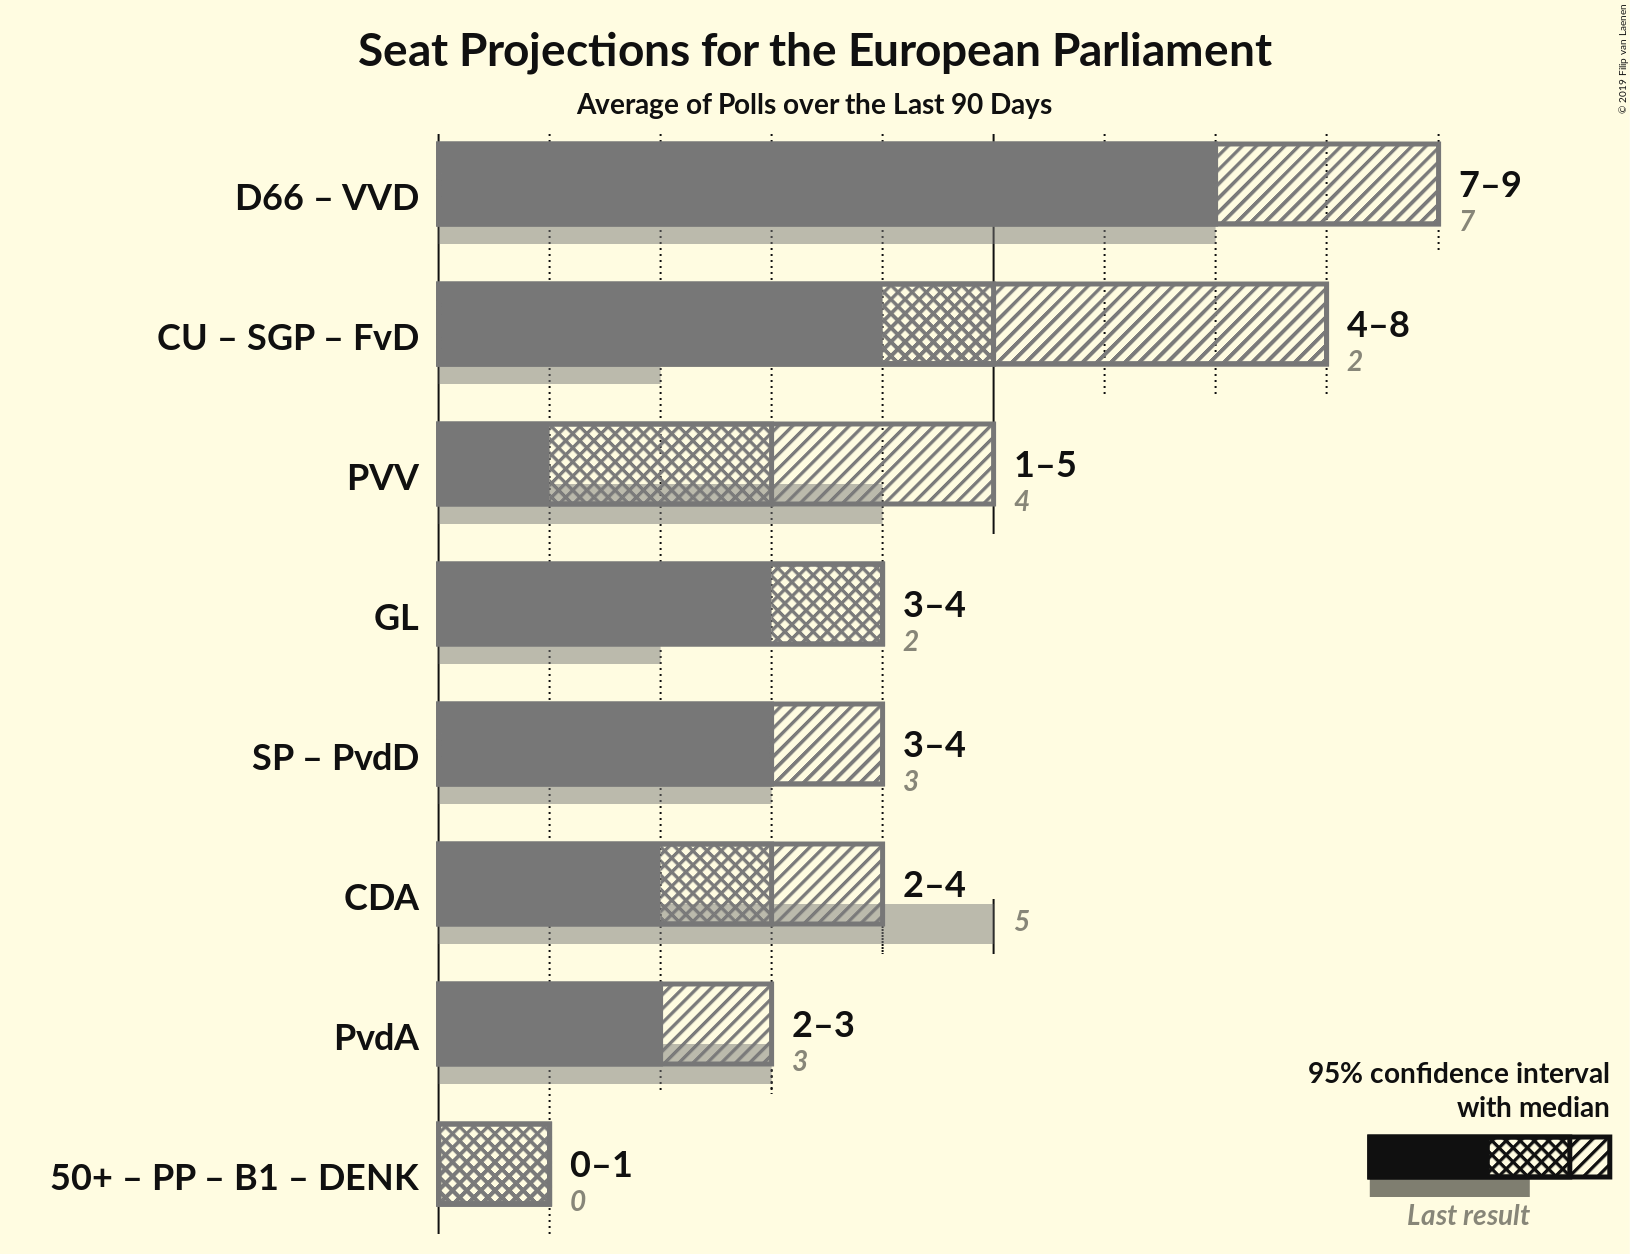 Seat Projections for the European Parliament
Average of Polls over the Last 90 Days
© 2019 Filip van Laenen
D66 – VVD
7–9
7
CU – SGP – FvD
4–8
2
PVV
1–5
4
GL
3–4
2
SP – PvdD
3–4
3
CDA
2–4
5
PvdA
2–3
3
50+ – PP – B1 – DENK
0–1
0
95% confidence interval
with median
Last result